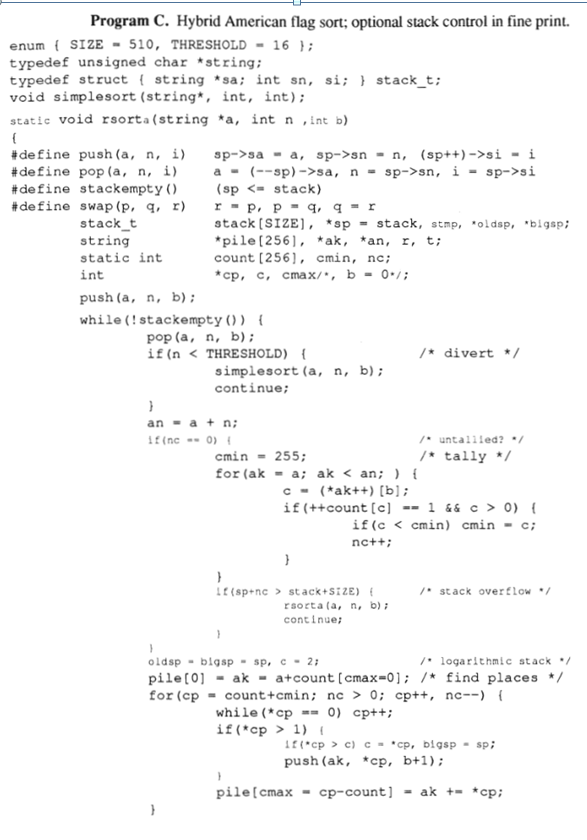 Program C. Hybrid American flag sort; optional stack control in fine print.
enum { SIZE = 510, THRESHOLD = 16 };
typedef unsigned char *string;
typedef struct { string *sa; int sn, si; } stack_t;
void simplesort(string*, int, int);
static void rsorta(string *a, int n ,int b)
{
#define push(a, n, i) sp->sa = a, sp->sn = n, (sp++)->si = i
#define pop(a, n, i) a = (--sp)->sa, n = sp->sn, i = sp->si
#define stackempty() (sp <= stack)
#define swap(p, q, r) r = p, p = q, q = r
stack_t stack[SIZE], *sp = stack, stmp, *oldsp, *bigsp;
string *pile[256], *ak, *an, r, t;
static int count[256], cmin, nc;
int *cp, c, cmax/*, b = 0*/;
push(a, n, b);
while(!stackempty()) {
pop(a, n, b);
if(n < THRESHOLD) { /* divert */
simplesort(a, n, b);
continue;
}
an = a + n;
if(nc == 0) { /* untallied? */
cmin = 255; /* tally */
for(ak = a; ak < an; ) {
c = (*ak++)[b];
if(++count[c] == 1 && c > 0) {
if(c < cmin) cmin = c;
nc++;
}
}
if(sp+nc > stack+SIZE) { /* stack overflow */
rsorta(a, n, b);
continue;
}
}
oldsp = bigsp = sp, c = 2; /* logarithmic stack */
pile[0] = ak = a+count[cmax=0]; /* find places */
for(cp = count+cmin; nc > 0; cp++, nc--) {
while(*cp == 0) cp++;
if(*cp > 1) {
if(*cp > c) c = *cp, bigsp = sp;
push(ak, *cp, b+1);
}
pile[cmax = cp-count] = ak += *cp;
}